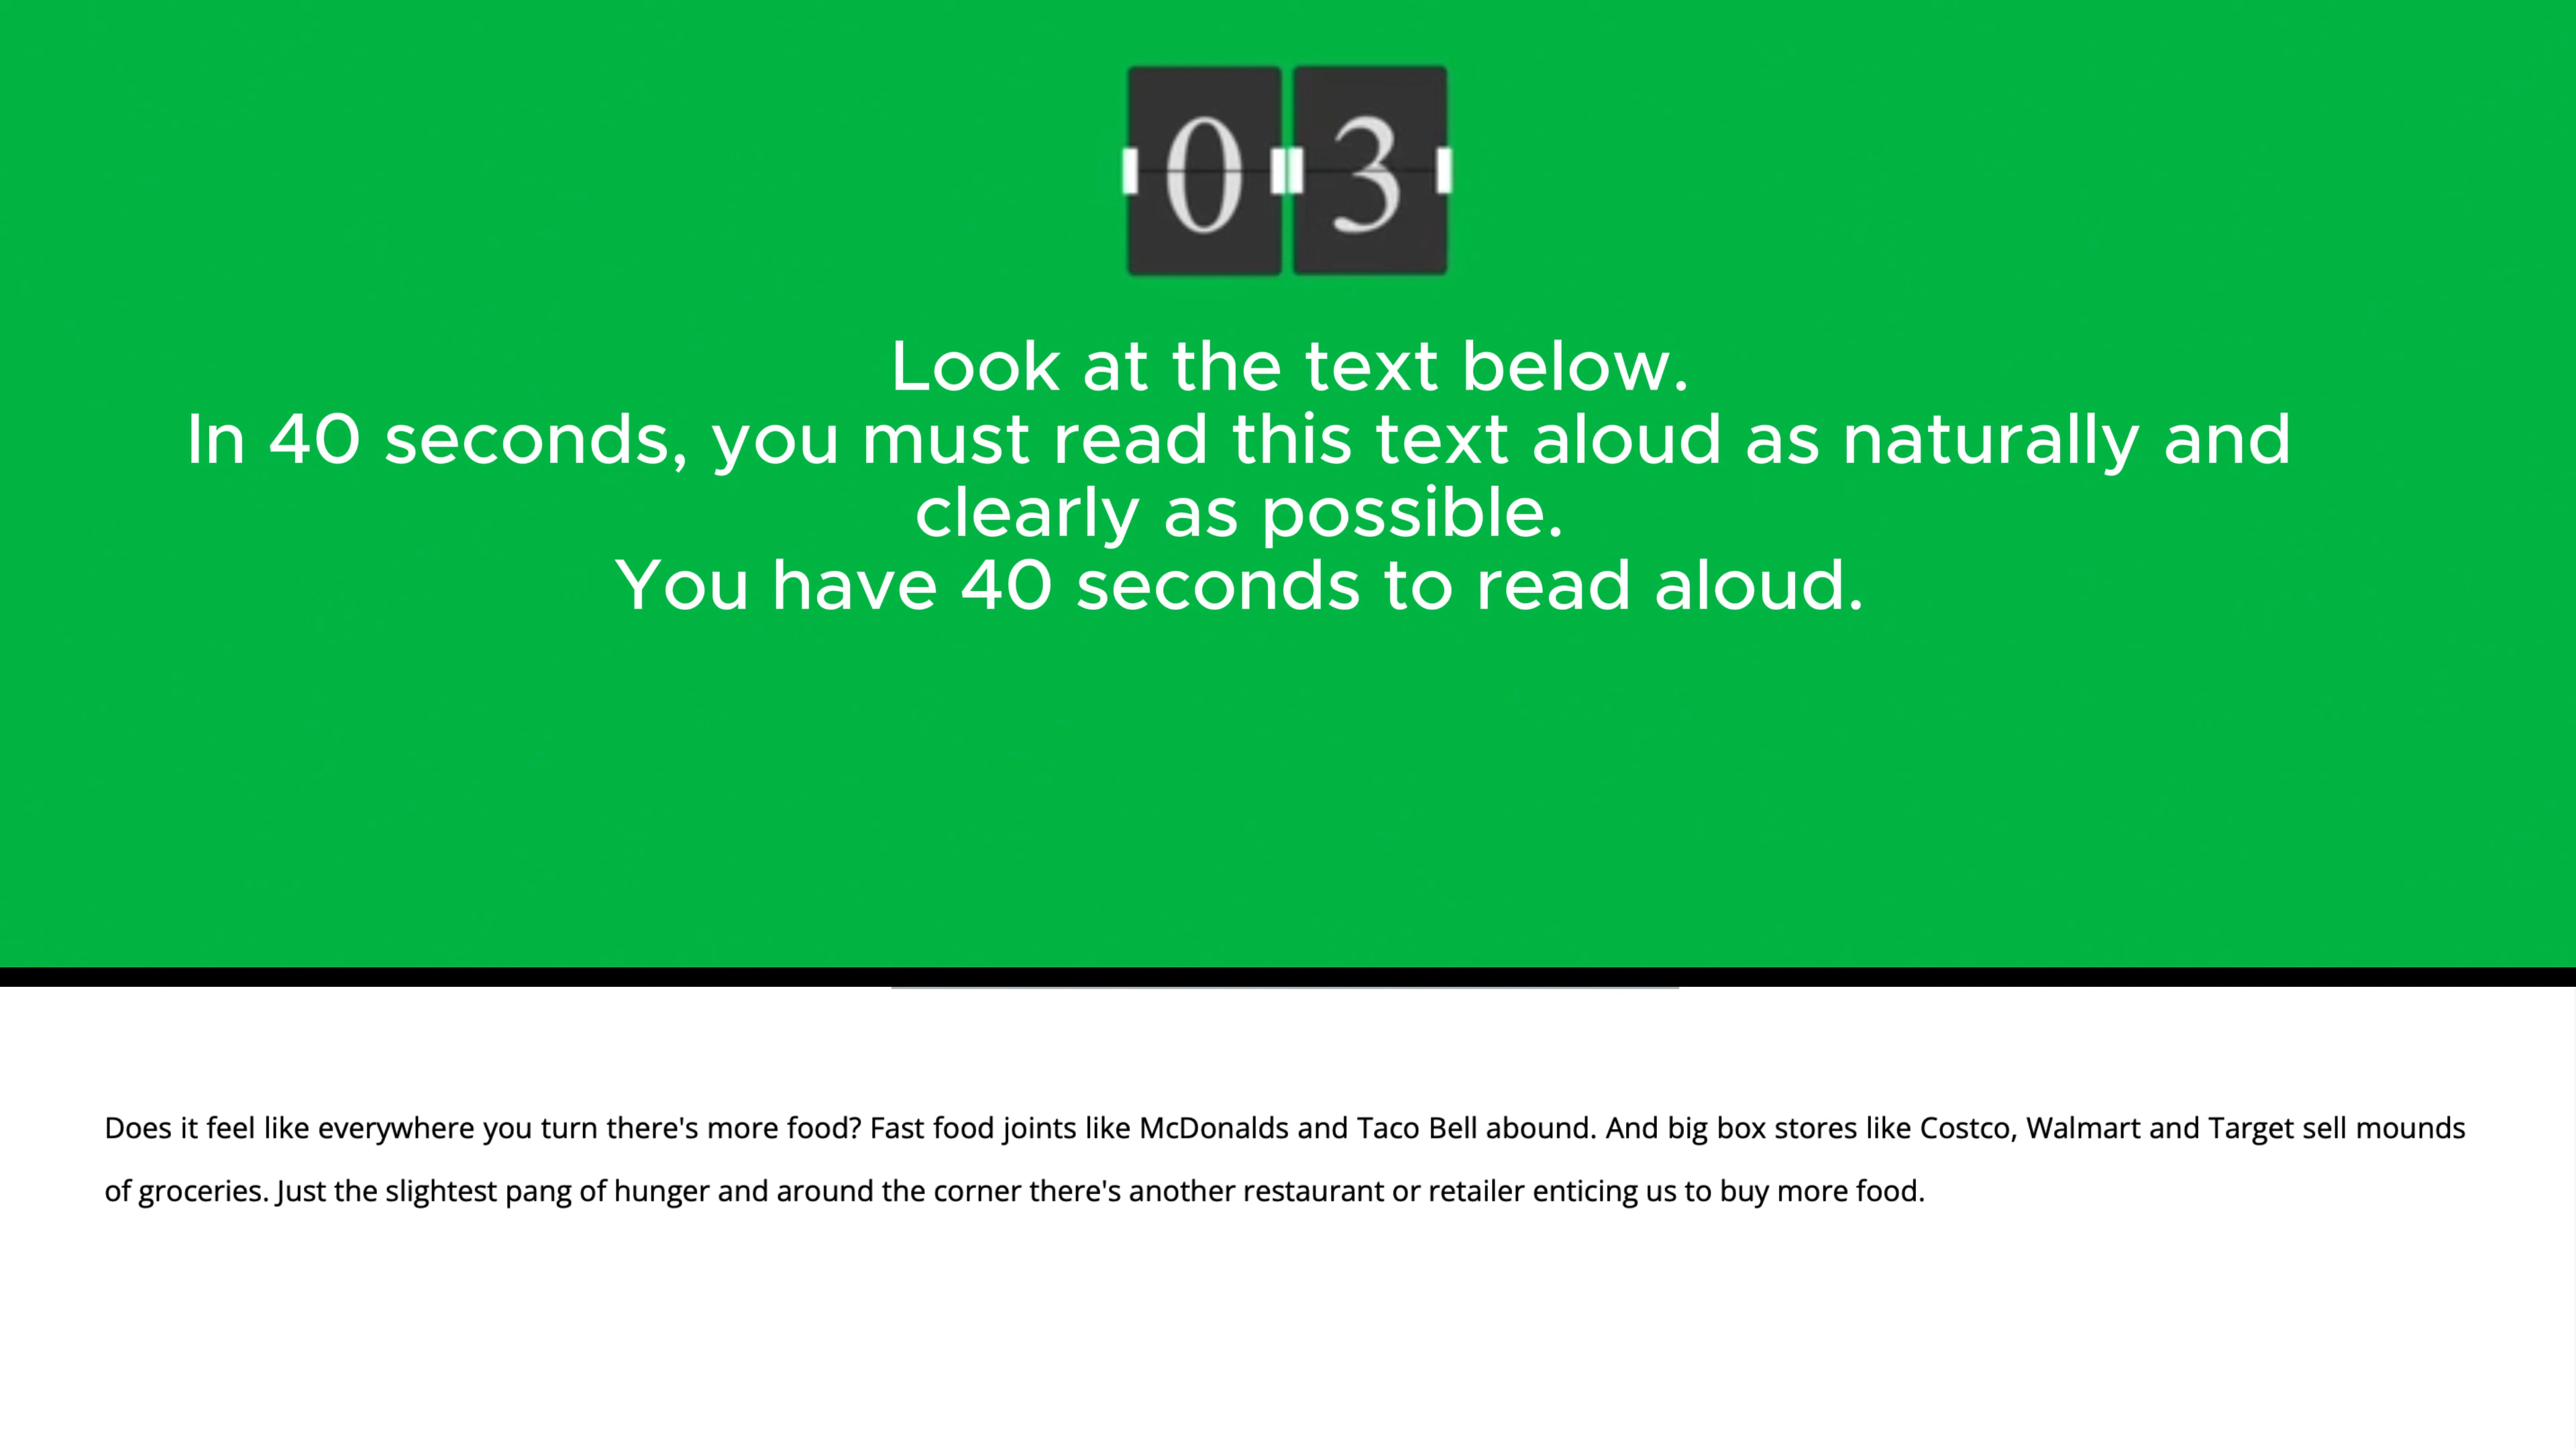 03
Look at the text below.
In 40 seconds, you must read this text aloud as naturally and
clearly as possible.
You have 40 seconds to read aloud.
Does it feel like everywhere you turn there's more food? Fast food joints like McDonalds and Taco Bell abound. And big box stores like Costco, Walmart and Target sell mounds
of groceries. Just the slightest pang of hunger and around the corner there's another restaurant or retailer enticing us to buy more food.